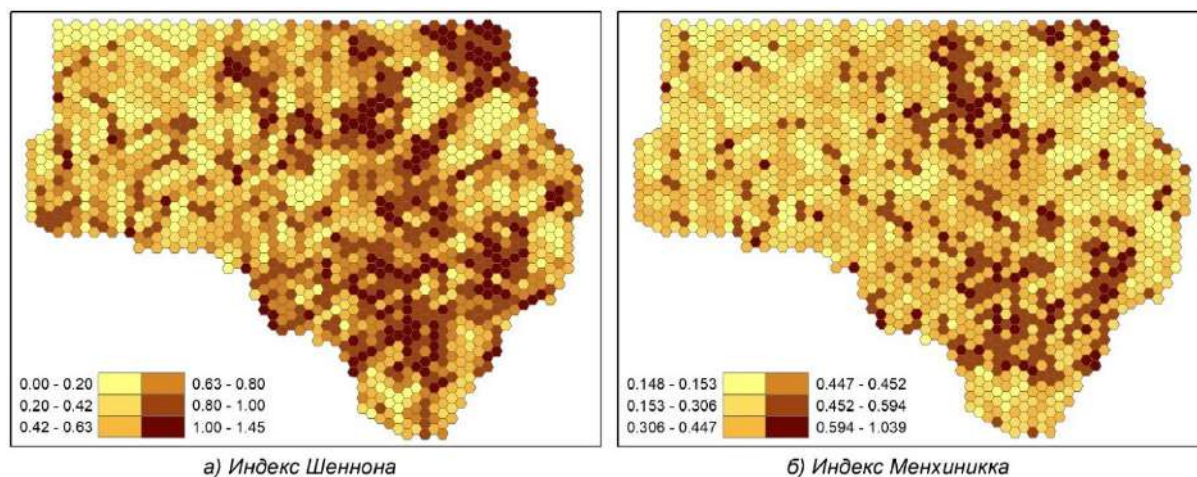 0.00 - 0.20 0.63 - 0.80
0.20 - 0.42 0.80 - 1.00
0.42 - 0.63 1.00 - 1.45
0.148 - 0.153 0.447 - 0.452
0.153 - 0.306 0.452 - 0.594
0.306 - 0.447 0.594 - 1.039
а) Индекс Шеннона
б) Индекс Менхиникка